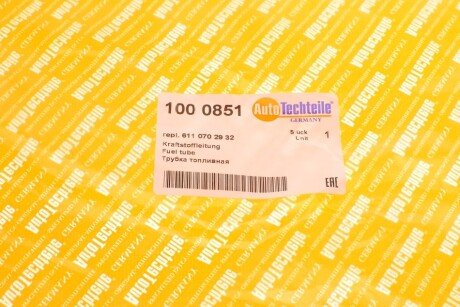 100 0851 AutoTechteile®
GERMANY
repl. 611 070 29 32 Stück 1
Unit
Kraftstoffleitung
Fuel tube
Трубка топливная
EAC